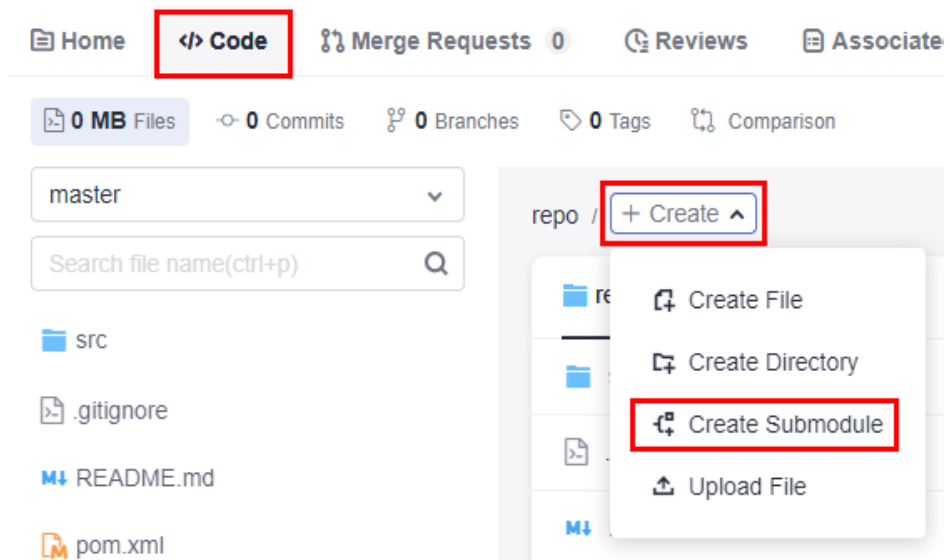 Home </> Code Merge Requests 0 Reviews Associate
0 MB Files 0 Commits 0 Branches 0 Tags Comparison
master
repo / + Create
Search file name(ctrl+p)
re
Create File
src
Create Directory
.gitignore
Create Submodule
README.md
Upload File
pom.xml